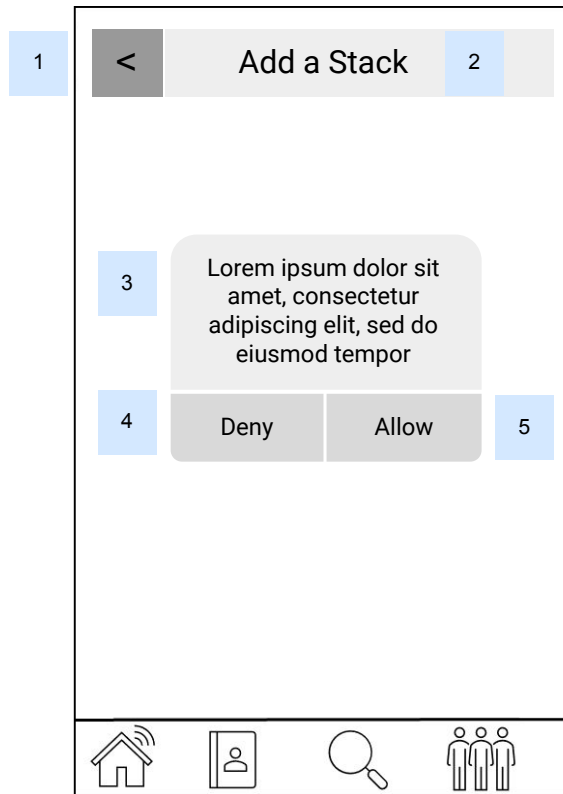 1
< Add a Stack 2
3
Lorem ipsum dolor sit
amet, consectetur
adipiscing elit, sed do
eiusmod tempor
4
Deny Allow 5